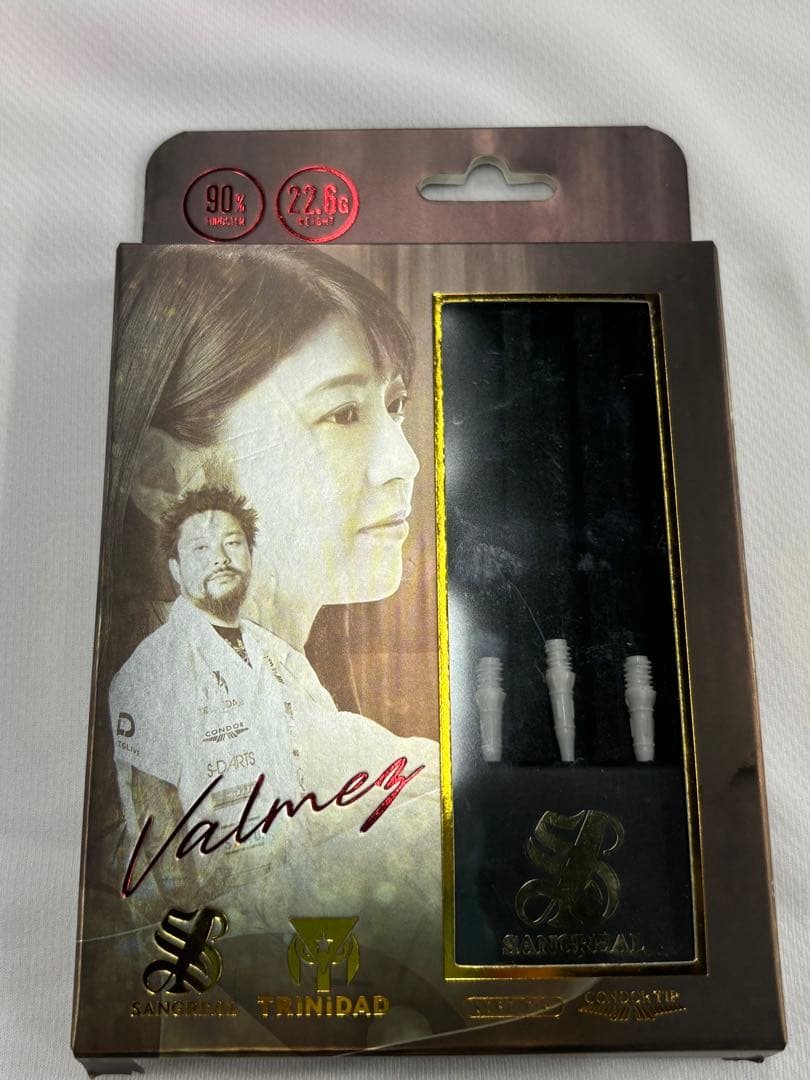 90%
TUNGSTEN
22.6G
WEIGHT
CONDOR
S-DARTS
Valmez
SANGREAL
TRiNiDAD
SANGREAL
CONDOR TIP